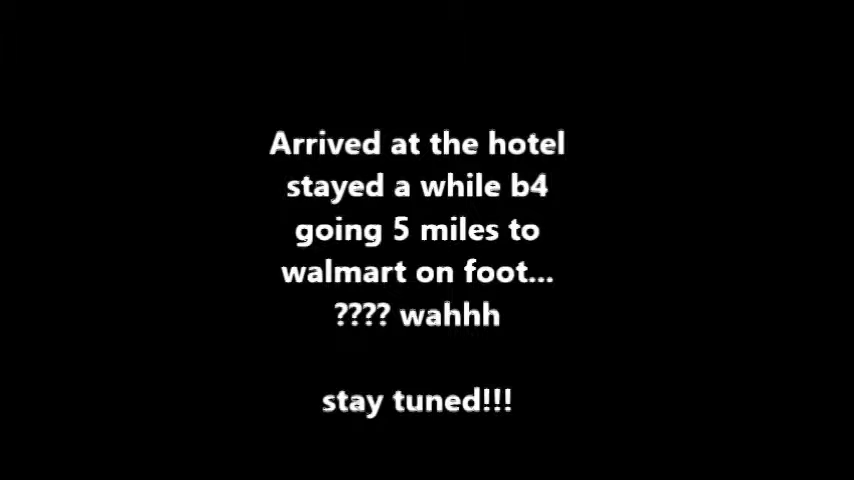 Arrived at the hotel
stayed a while b4
going 5 miles to
walmart on foot...
???? wahhh
stay tuned!!!